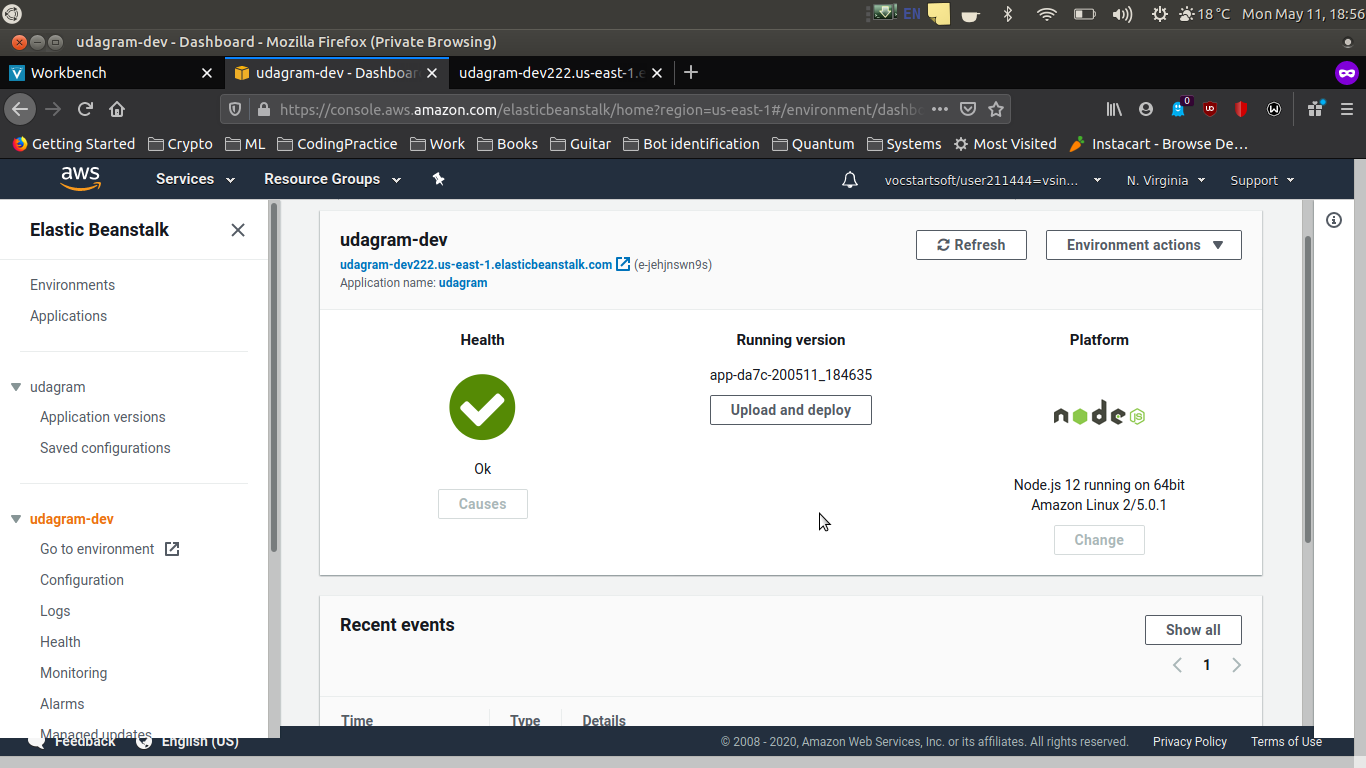 EN
18 °C
Mon May 11, 18:56
udagram-dev - Dashboard - Mozilla Firefox (Private Browsing)
Workbench
udagram-dev - Dashboar
udagram-dev222.us-east-1.e
https://console.aws.amazon.com/elasticbeanstalk/home?region=us-east-1#/environment/dashbo
0
Getting Started
Crypto
ML
CodingPractice
Work
Books
Guitar
Bot identification
Quantum
Systems
Most Visited
Instacart - Browse De…
aws
Services
Resource Groups
vocstartsoft/user211444=vsin...
N. Virginia
Support
Elastic Beanstalk
Environments
Applications
udagram
Application versions
Saved configurations
udagram-dev
Go to environment
Configuration
Logs
Health
Monitoring
Alarms
Managed updates
udagram-dev
udagram-dev222.us-east-1.elasticbeanstalk.com (e-jehjnswn9s)
Application name: udagram
Refresh
Environment actions
Health
Ok
Causes
Running version
app-da7c-200511_184635
Upload and deploy
Platform
node JS
Node.js 12 running on 64bit
Amazon Linux 2/5.0.1
Change
Recent events
Show all
1
Time
Type
Details
Feedback
English (US)
© 2008 - 2020, Amazon Web Services, Inc. or its affiliates. All rights reserved.
Privacy Policy
Terms of Use